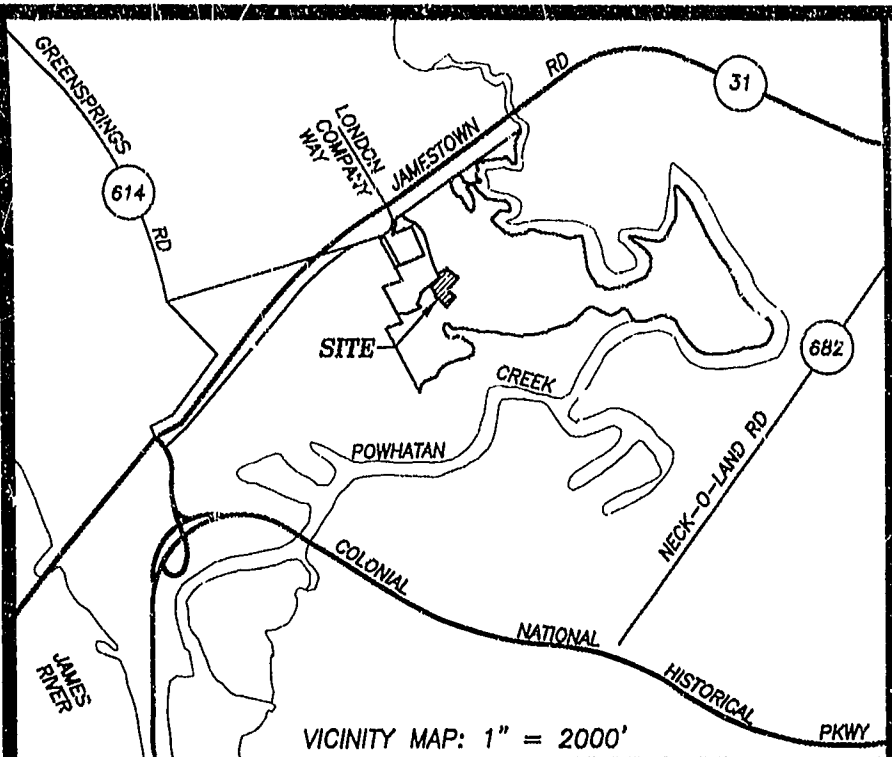 GREENSPRINGS
RD
614
LONDON
COMPANY
WAY
JAMESTOWN
RD
31
SITE
682
CREEK
POWHATAN
NECK-O-LAND RD
COLONIAL
NATIONAL
HISTORICAL
PKWY
JAMES
RIVER
VICINITY MAP: 1" = 2000'